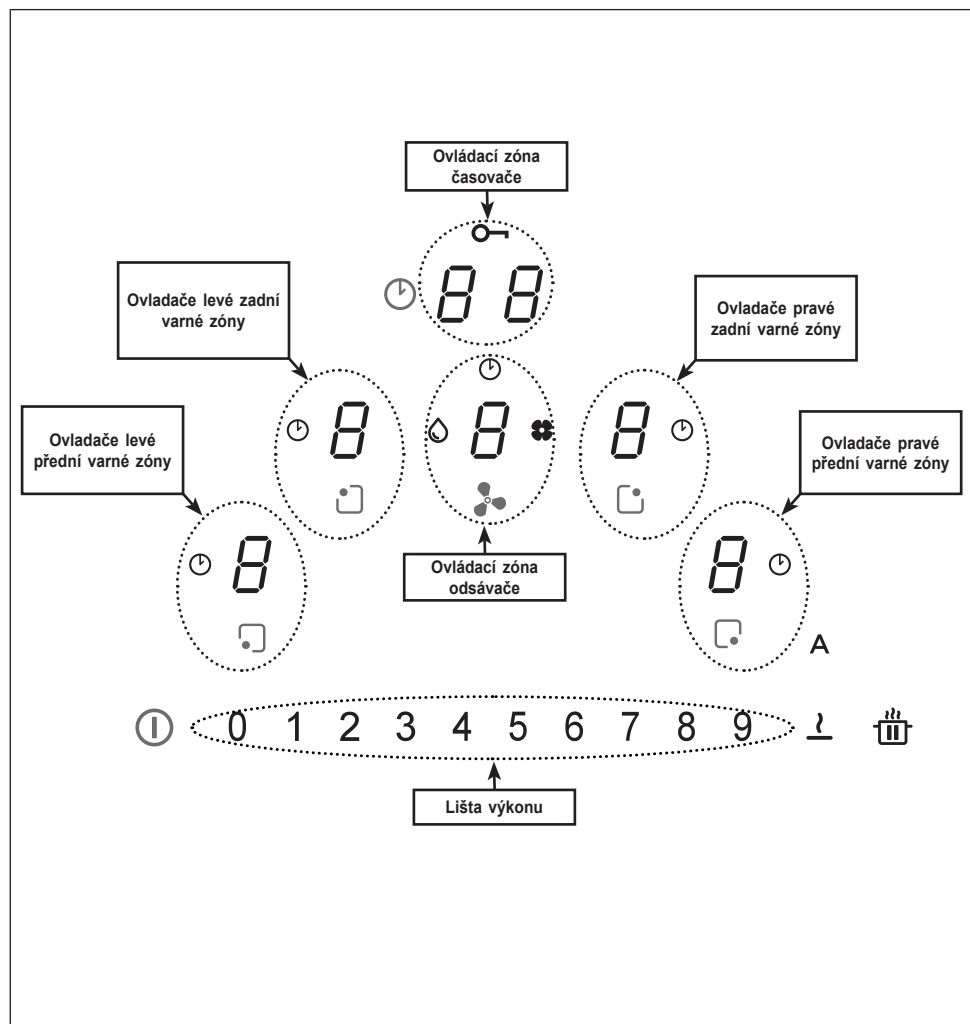 Ovládací zóna
časovače
8 8
Ovladače levé zadní
varné zóny
Ovladače pravé
zadní varné zóny
8
8
8
Ovladače levé
přední varné zóny
Ovladače pravé
přední varné zóny
8
8
Ovládací zóna
odsávače
A
0 1 2 3 4 5 6 7 8 9
Lišta výkonu